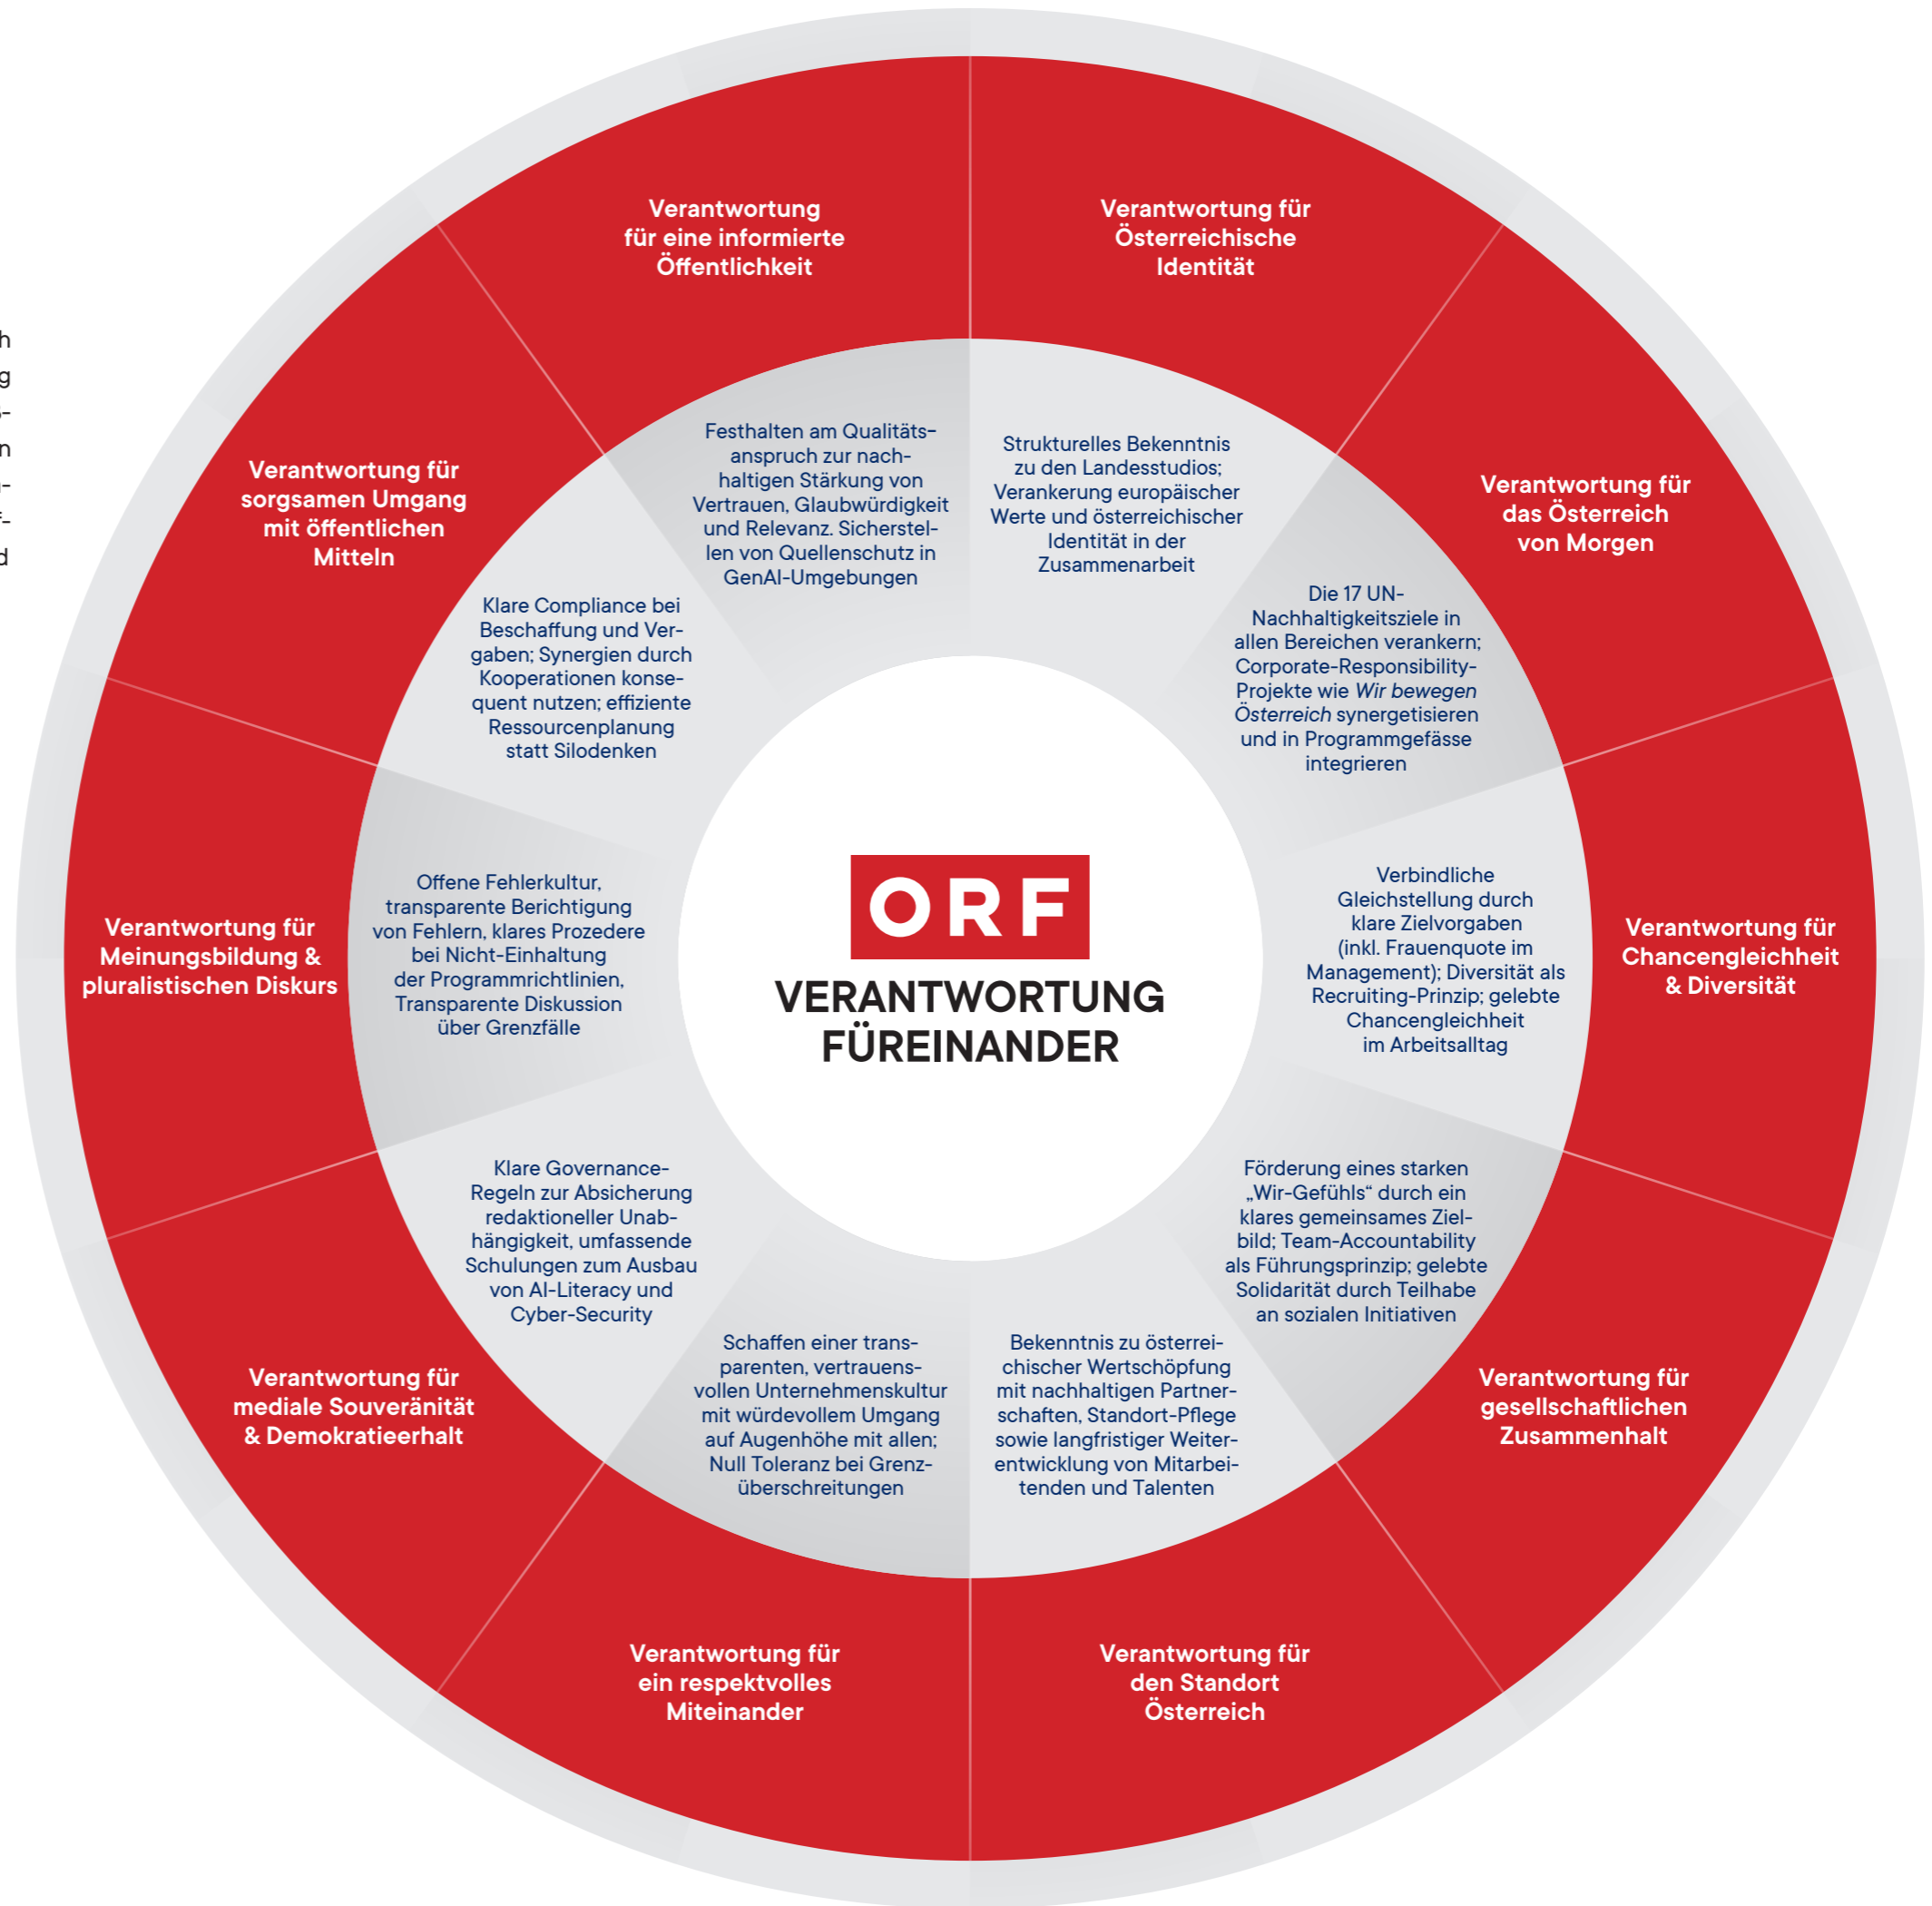 h
g
n
d
Verantwortung
für eine informierte
Öffentlichkeit
Verantwortung für
Österreichische
Identität
Verantwortung für
das Österreich
von Morgen
Verantwortung für
Chancengleichheit
& Diversität
Verantwortung für
gesellschaftlichen
Zusammenhalt
Verantwortung für
den Standort
Österreich
Verantwortung für
ein respektvolles
Miteinander
Verantwortung für
mediale Souveränität
& Demokratieerhalt
Verantwortung für
Meinungsbildung &
pluralistischen Diskurs
Verantwortung für
sorgsamen Umgang
mit öffentlichen
Mitteln
Festhalten am Qualitäts-
anspruch zur nach-
haltigen Stärkung von
Vertrauen, Glaubwürdigkeit
und Relevanz. Sicherstel-
len von Quellenschutz in
GenAI-Umgebungen
Strukturelles Bekenntnis
zu den Landesstudios;
Verankerung europäischer
Werte und österreichischer
Identität in der
Zusammenarbeit
Die 17 UN-
Nachhaltigkeitsziele in
allen Bereichen verankern;
Corporate-Responsibility-
Projekte wie Wir bewegen
Österreich synergetisieren
und in Programmgefässe
integrieren
Verbindliche
Gleichstellung durch
klare Zielvorgaben
(inkl. Frauenquote im
Management); Diversität als
Recruiting-Prinzip; gelebte
Chancengleichheit
im Arbeitsalltag
Förderung eines starken
„Wir-Gefühls“ durch ein
klares gemeinsames Ziel-
bild; Team-Accountability
als Führungsprinzip; gelebte
Solidarität durch Teilhabe
an sozialen Initiativen
Bekenntnis zu österrei-
chischer Wertschöpfung
mit nachhaltigen Partner-
schaften, Standort-Pflege
sowie langfristiger Weiter-
entwicklung von Mitarbei-
tenden und Talenten
Schaffen einer trans-
parenten, vertrauens-
vollen Unternehmenskultur
mit würdevollem Umgang
auf Augenhöhe mit allen;
Null Toleranz bei Grenz-
überschreitungen
Klare Governance-
Regeln zur Absicherung
redaktioneller Unab-
hängigkeit, umfassende
Schulungen zum Ausbau
von AI-Literacy und
Cyber-Security
Offene Fehlerkultur,
transparente Berichtigung
von Fehlern, klares Prozedere
bei Nicht-Einhaltung
der Programmrichtlinien,
Transparente Diskussion
über Grenzfälle
Klare Compliance bei
Beschaffung und Ver-
gaben; Synergien durch
Kooperationen konse-
quent nutzen; effiziente
Ressourcenplanung
statt Silodenken
ORF
VERANTWORTUNG
FÜREINANDER